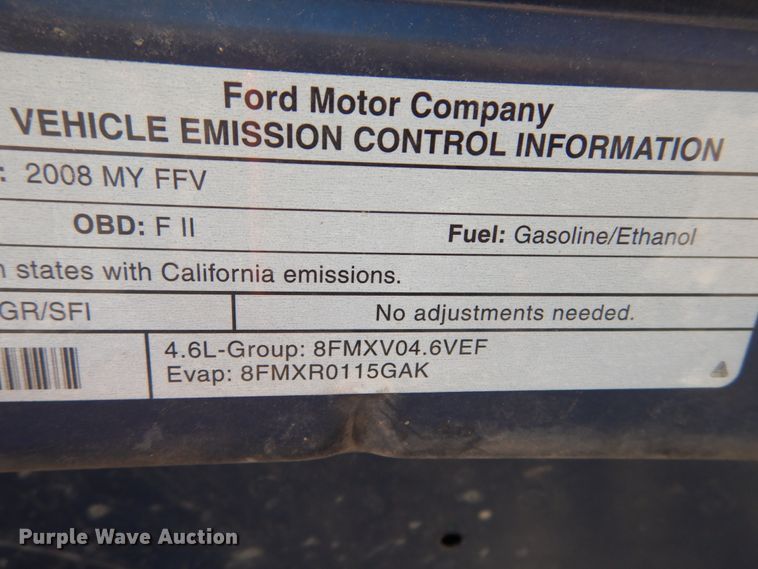 Ford Motor Company
VEHICLE EMISSION CONTROL INFORMATION
: 2008 MY FFV
OBD: F II Fuel: Gasoline/Ethanol
states with California emissions.
GR/SFI No adjustments needed.
4.6L-Group: 8FMXV04.6VEF
Evap: 8FMXR0115GAK
Purple Wave Auction